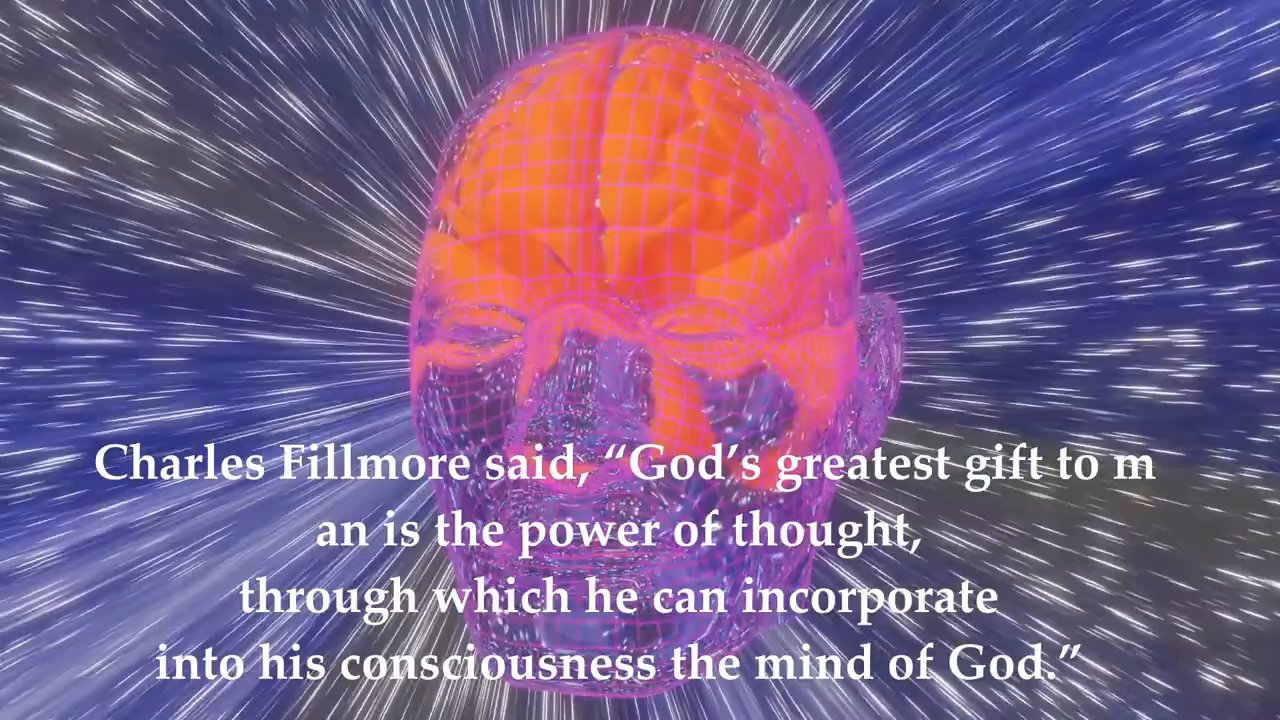 Charles Fillmore said, “God’s greatest gift to m
an is the power of thought,
through which he can incorporate
into his consciousness the mind of God.”